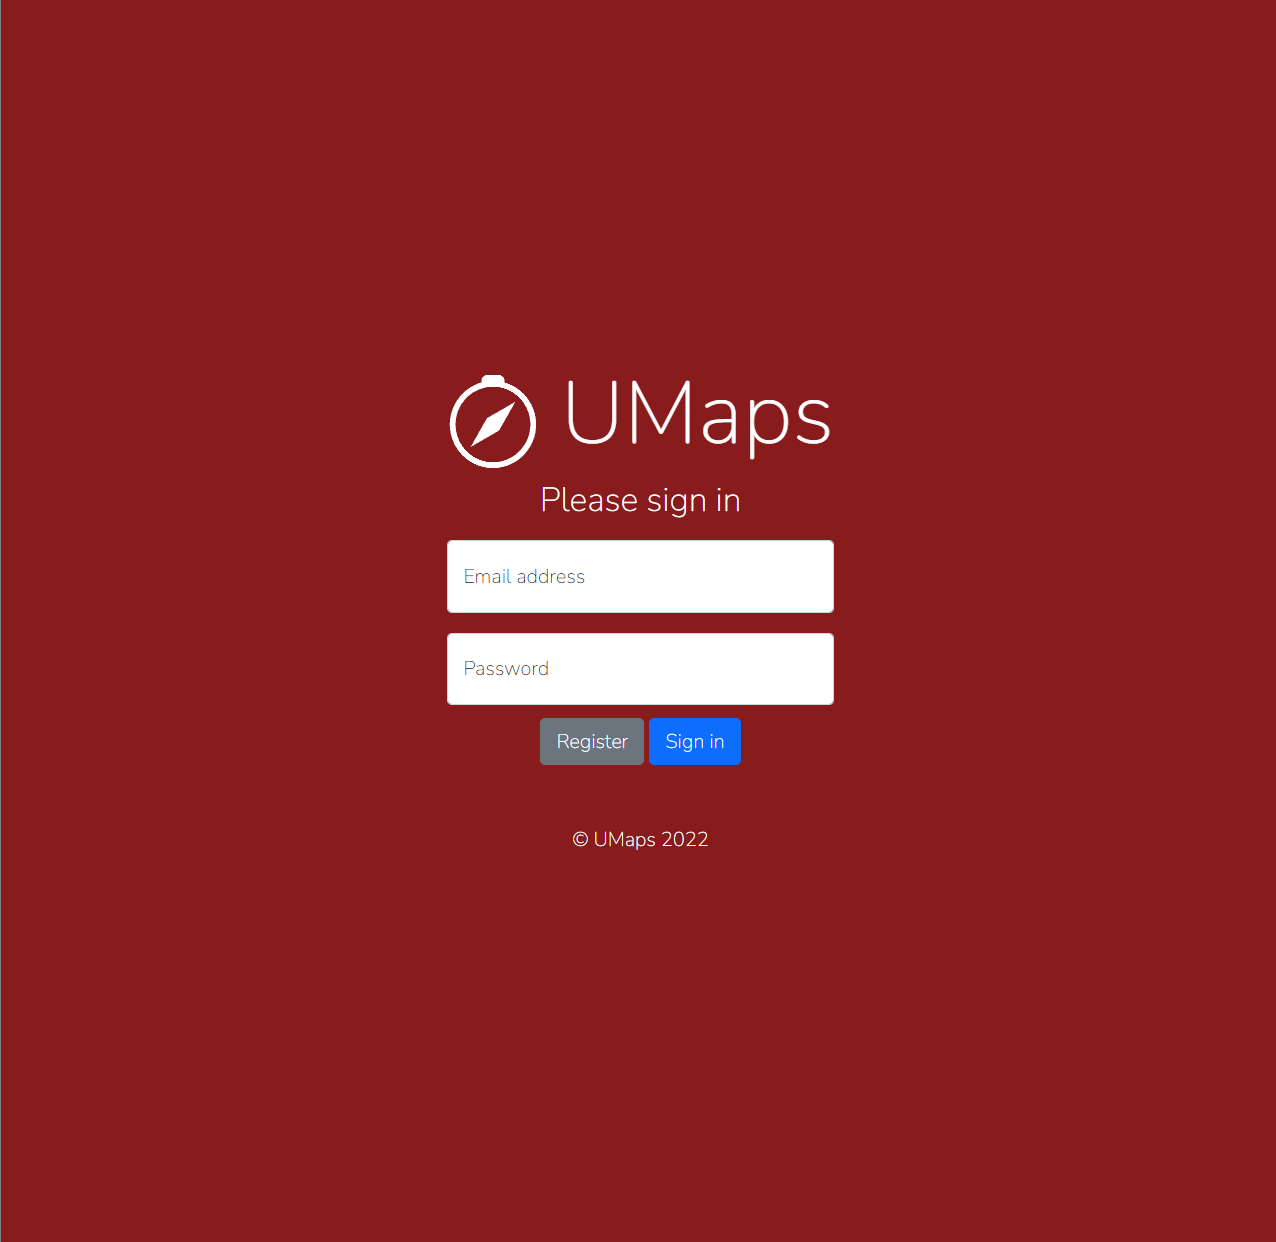 UMaps
Please sign in
Email address
Password
Register Sign in
© UMaps 2022